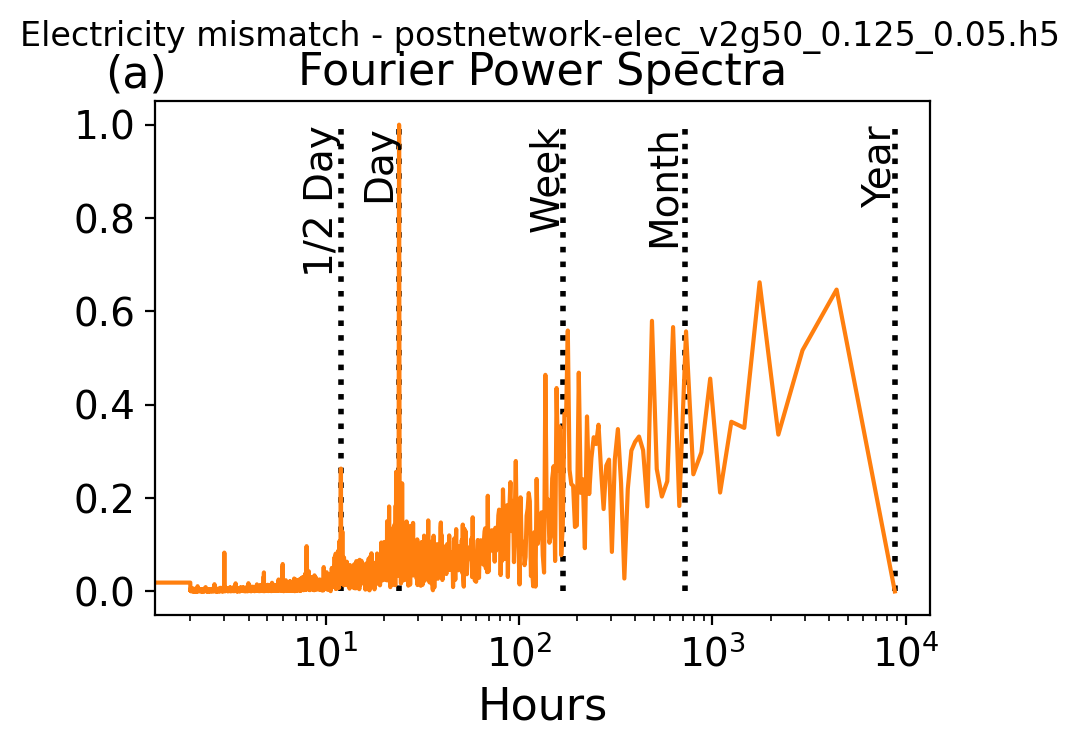 Electricity mismatch - postnetwork-elec_v2g50_0.125_0.05.h5
(a) Fourier Power Spectra
1.0
0.8
0.6
0.4
0.2
0.0
1/2 Day
Day
Week
Month
Year
10¹ 10² 10³ 10⁴
Hours